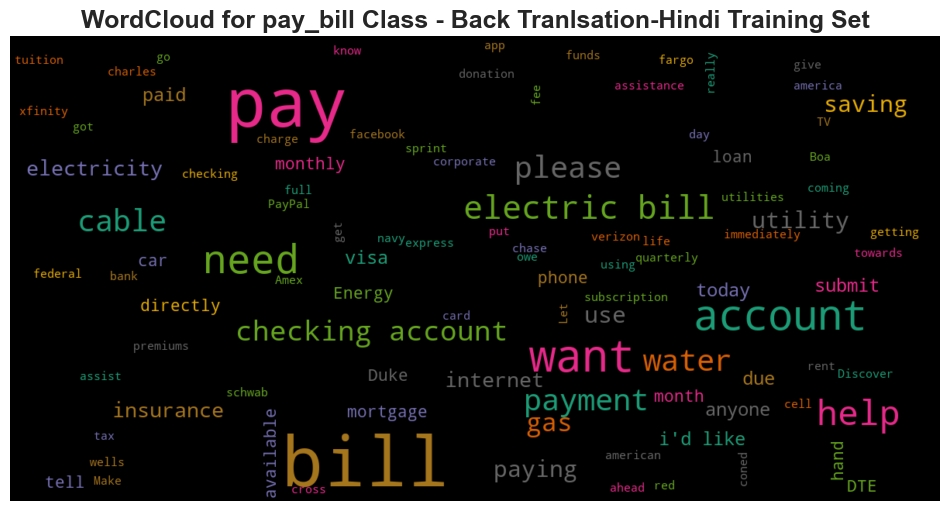 WordCloud for pay_bill Class - Back Tranlsation-Hindi Training Set
tuition
charles
go
know
app
funds
fargo
really
give
donation
xfinity
paid
pay
fee
assistance
america
saving
got
charge
facebook
day
TV
sprint
electricity
checking
monthly
corporate
please
loan
Boa
full
PayPal
utilities
coming
cable
electric bill
utility
get
navy
express
put
verizon
life
immediately
getting
car
need
visa
chase
owe
using
quarterly
towards
federal
bank
Amex
phone
directly
Energy
subscription
today
submit
Let
use
account
card
checking account
premiums
want
water
rent
Discover
assist
Duke
internet
due
schwab
payment
month
cell
insurance
mortgage
gas
anyone
help
tax
available
bill
i'd like
wells
paying
american
coned
hand
tell
Make
cross
ahead
red
DTE